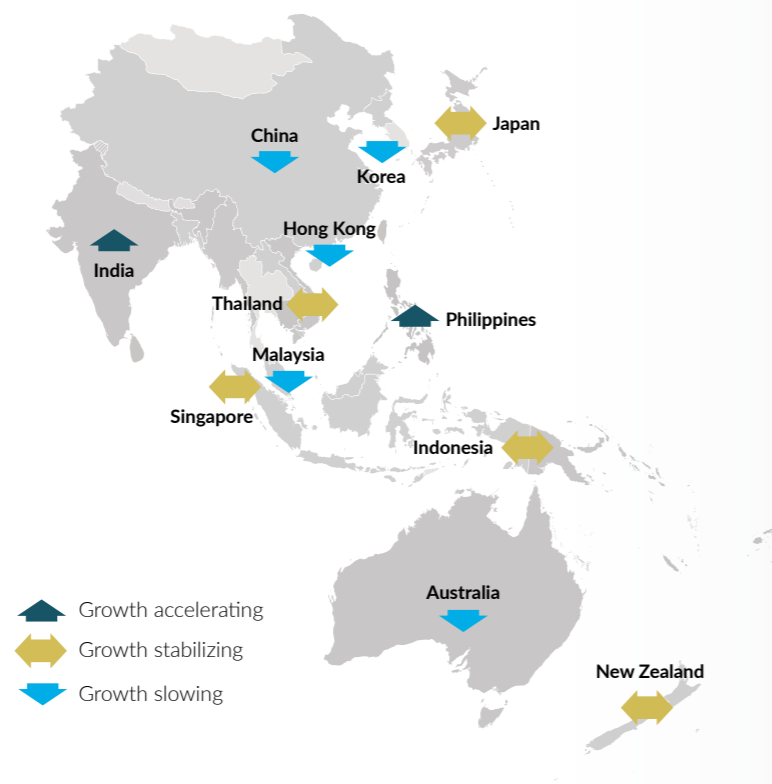 China
Japan
Korea
Hong Kong
India
Thailand
Philippines
Malaysia
Singapore
Indonesia
Australia
Growth accelerating
Growth stabilizing
New Zealand
Growth slowing